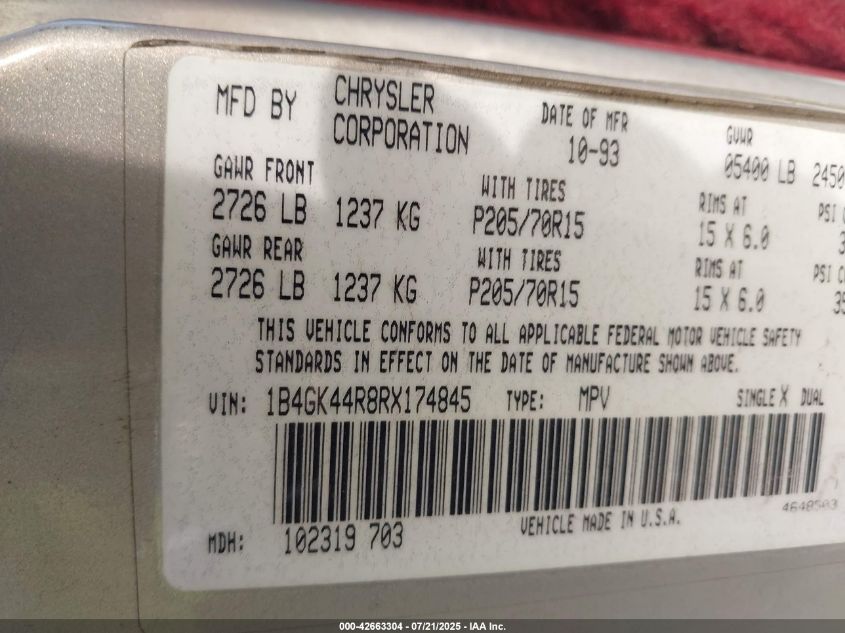 MFD BY CHRYSLER CORPORATION
DATE OF MFR
10-93
GVWR
05400 LB 2450
GAWR FRONT
2726 LB 1237 KG
WITH TIRES
P205/70R15
RIMS AT
15 X 6.0
PSI
GAWR REAR
2726 LB 1237 KG
WITH TIRES
P205/70R15
RIMS AT
15 X 6.0
PSI
35
THIS VEHICLE CONFORMS TO ALL APPLICABLE FEDERAL MOTOR VEHICLE SAFETY
STANDARDS IN EFFECT ON THE DATE OF MANUFACTURE SHOWN ABOVE.
VIN: 1B4GK44R8RX174845 TYPE: MPV SINGLE X DUAL
4648503
MDH: 102319 703 VEHICLE MADE IN U.S.A.
000-42663304 - 07/21/2025 - IAA Inc.